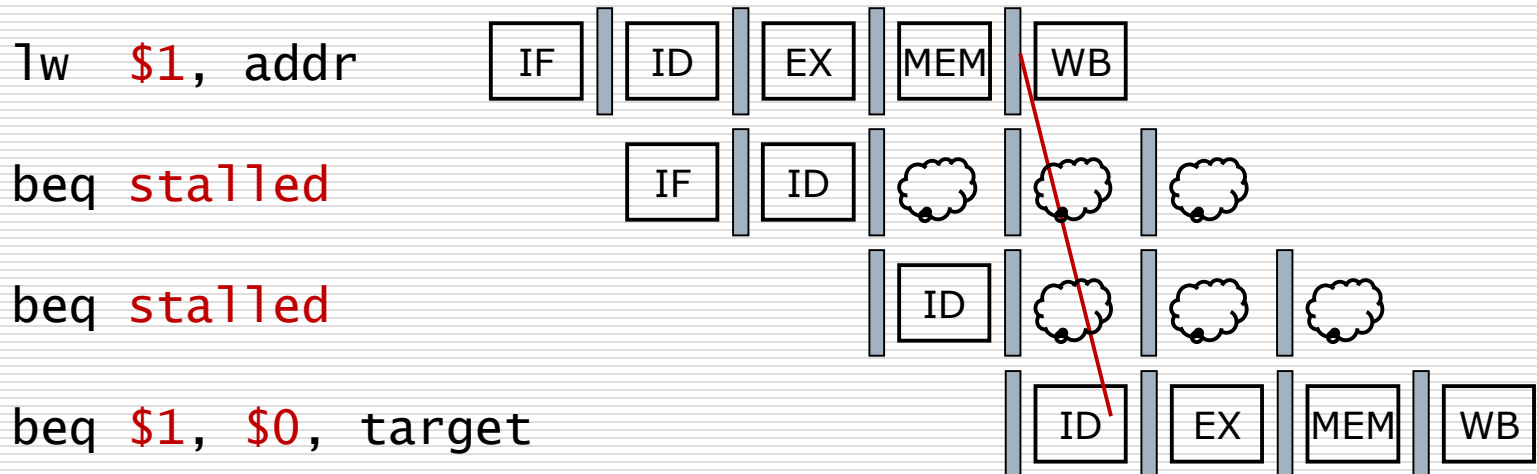 lw $1, addr IF ID EX MEM WB
beq stalled IF ID
beq stalled ID
beq $1, $0, target ID EX MEM WB